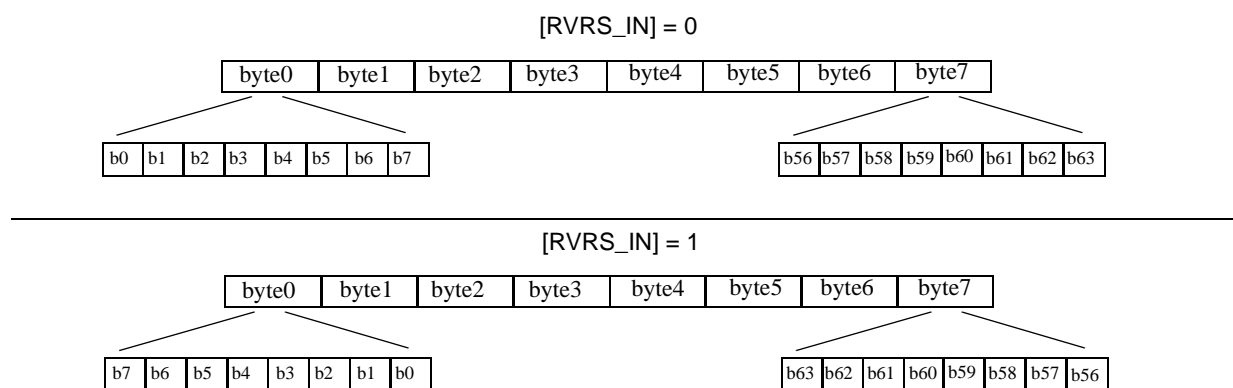 [RVRS_IN] = 0
byte0 byte1 byte2 byte3 byte4 byte5 byte6 byte7
b0 b1 b2 b3 b4 b5 b6 b7 b56 b57 b58 b59 b60 b61 b62 b63
[RVRS_IN] = 1
byte0 byte1 byte2 byte3 byte4 byte5 byte6 byte7
b7 b6 b5 b4 b3 b2 b1 b0 b63 b62 b61 b60 b59 b58 b57 b56